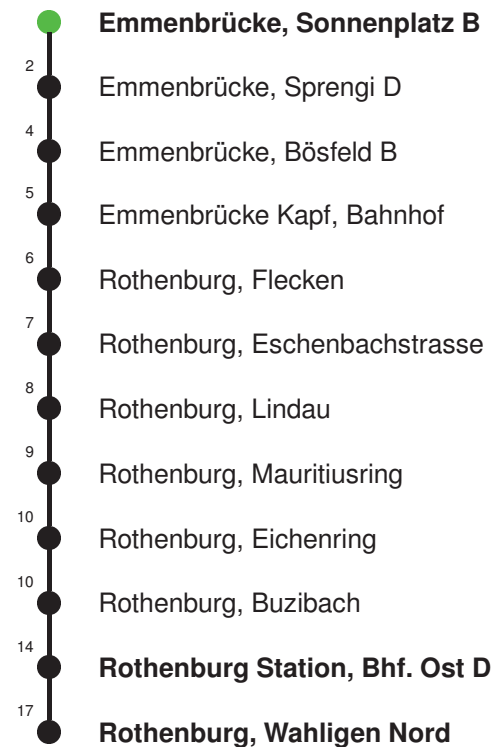 Emmenbrücke, Sonnenplatz B
2 Emmenbrücke, Sprengi D
4 Emmenbrücke, Bösfeld B
5 Emmenbrücke Kapf, Bahnhof
6 Rothenburg, Flecken
7 Rothenburg, Eschenbachstrasse
8 Rothenburg, Lindau
9 Rothenburg, Mauritiusring
10 Rothenburg, Eichenring
10 Rothenburg, Buzibach
14 Rothenburg Station, Bhf. Ost D
17 Rothenburg, Wahligen Nord